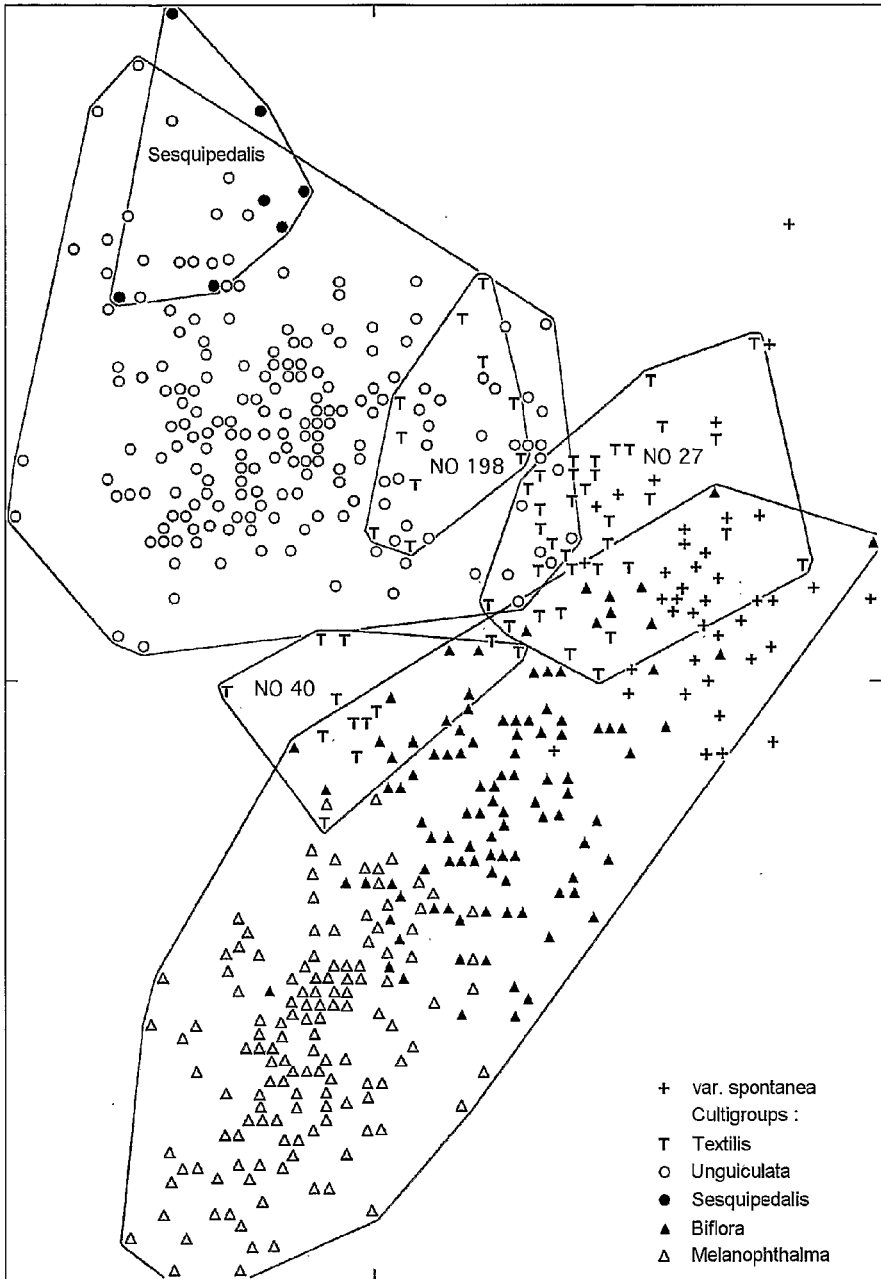 Sesquipedalis
NO 198
NO 27
NO 40
+ var. spontanea
Cultigroups :
T Textilis
○ Unguiculata
● Sesquipedalis
▲ Biflora
△ Melanophthalma